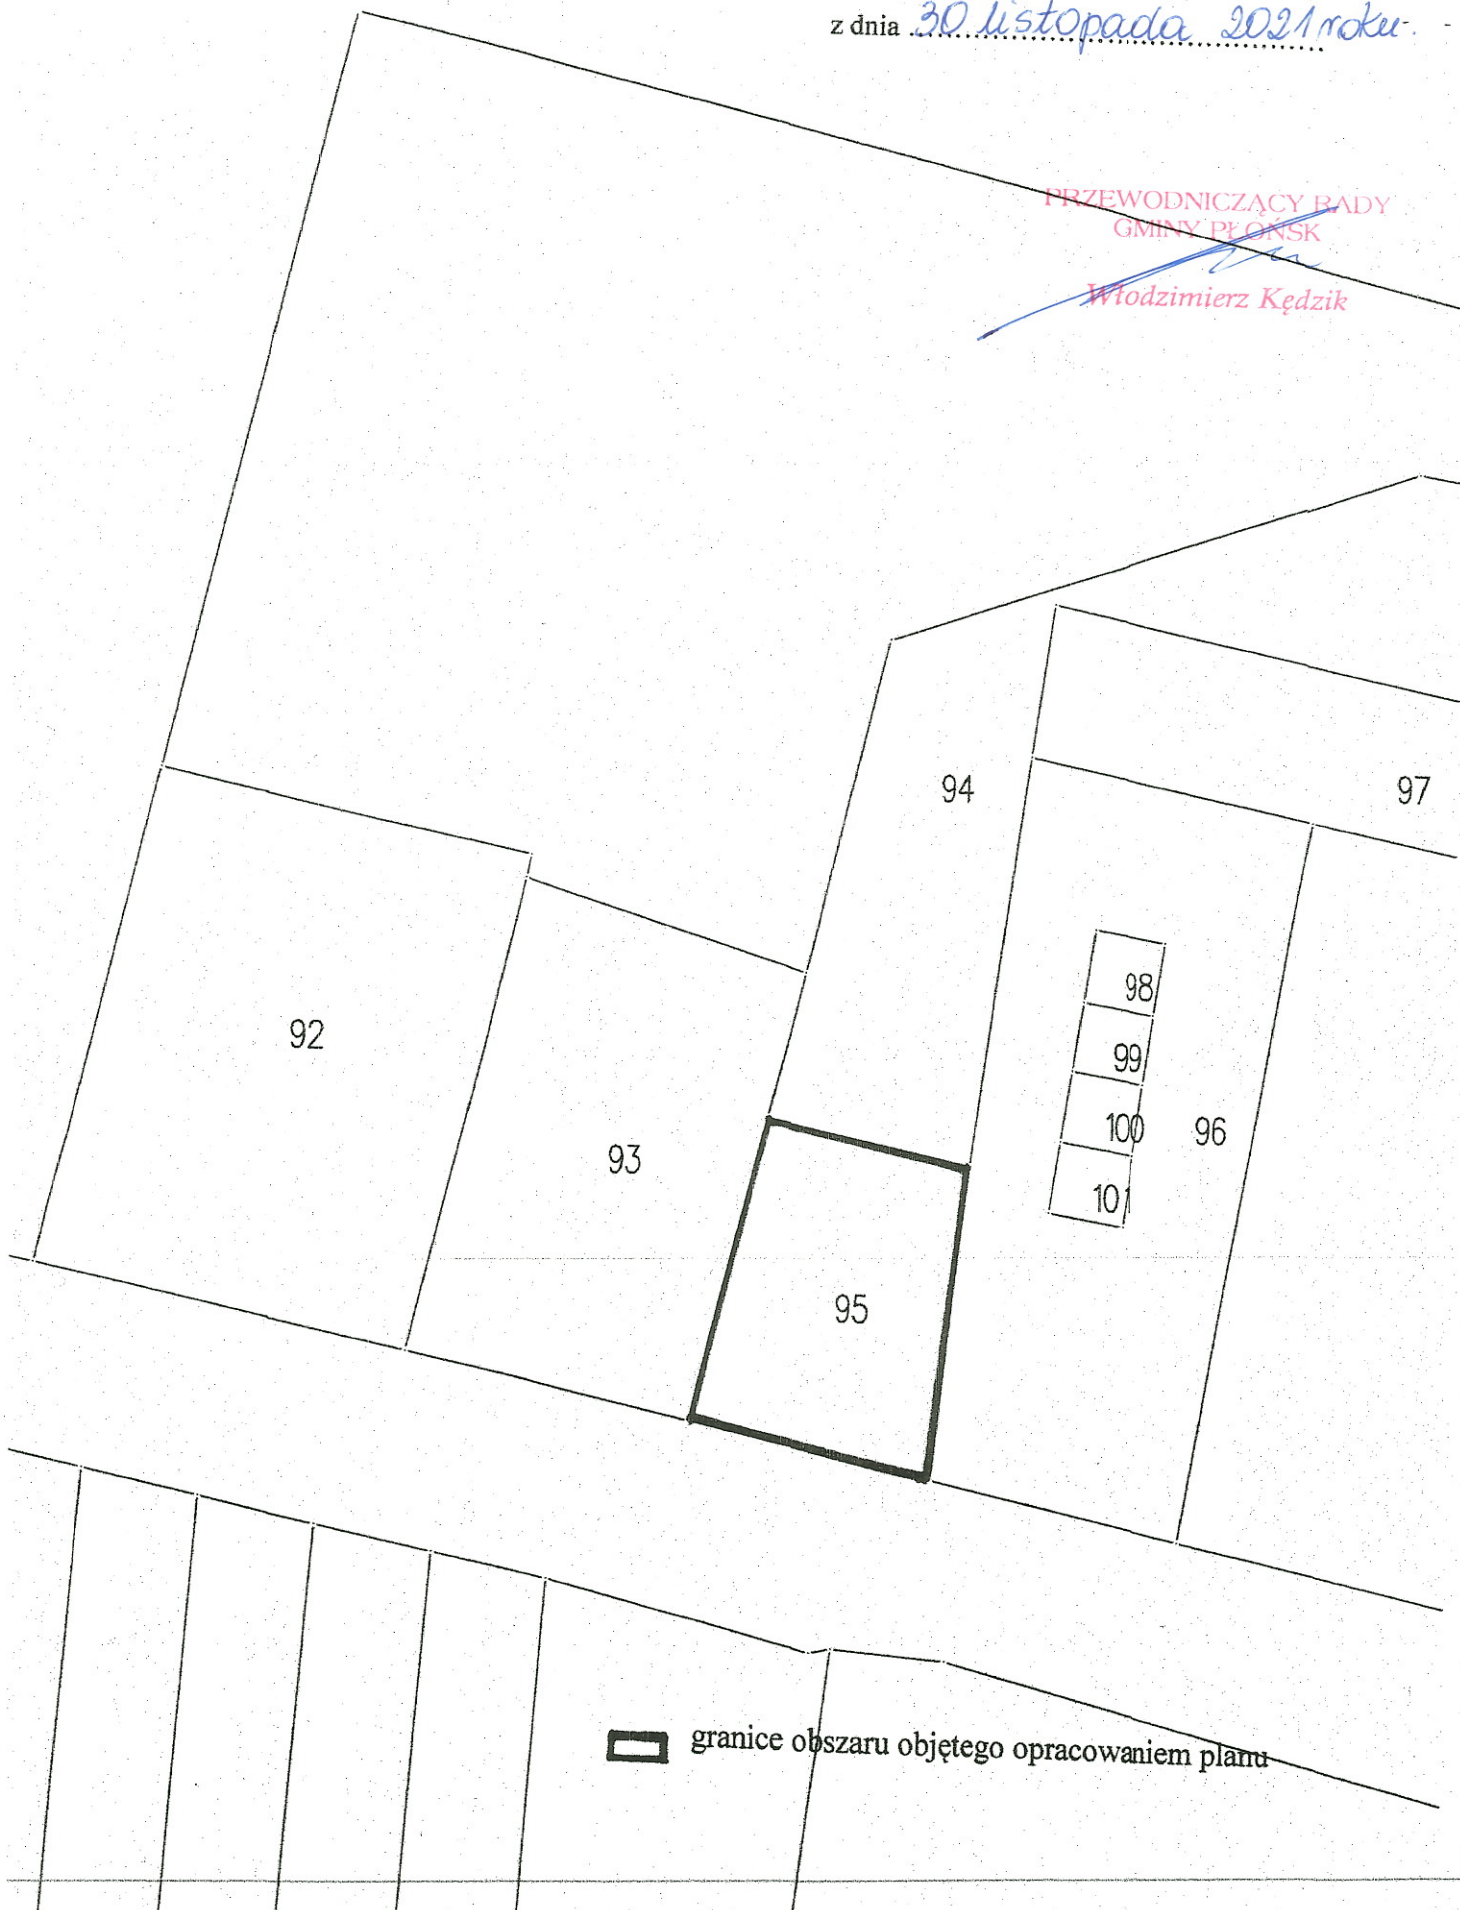 z dnia 30 listopada 2021 roku.
PRZEWODNICZĄCY RADY
GMINY PŁOŃSK
Włodzimierz Kędzik
94
97
98
92
99
100
96
93
101
95
granice obszaru objętego opracowaniem planu